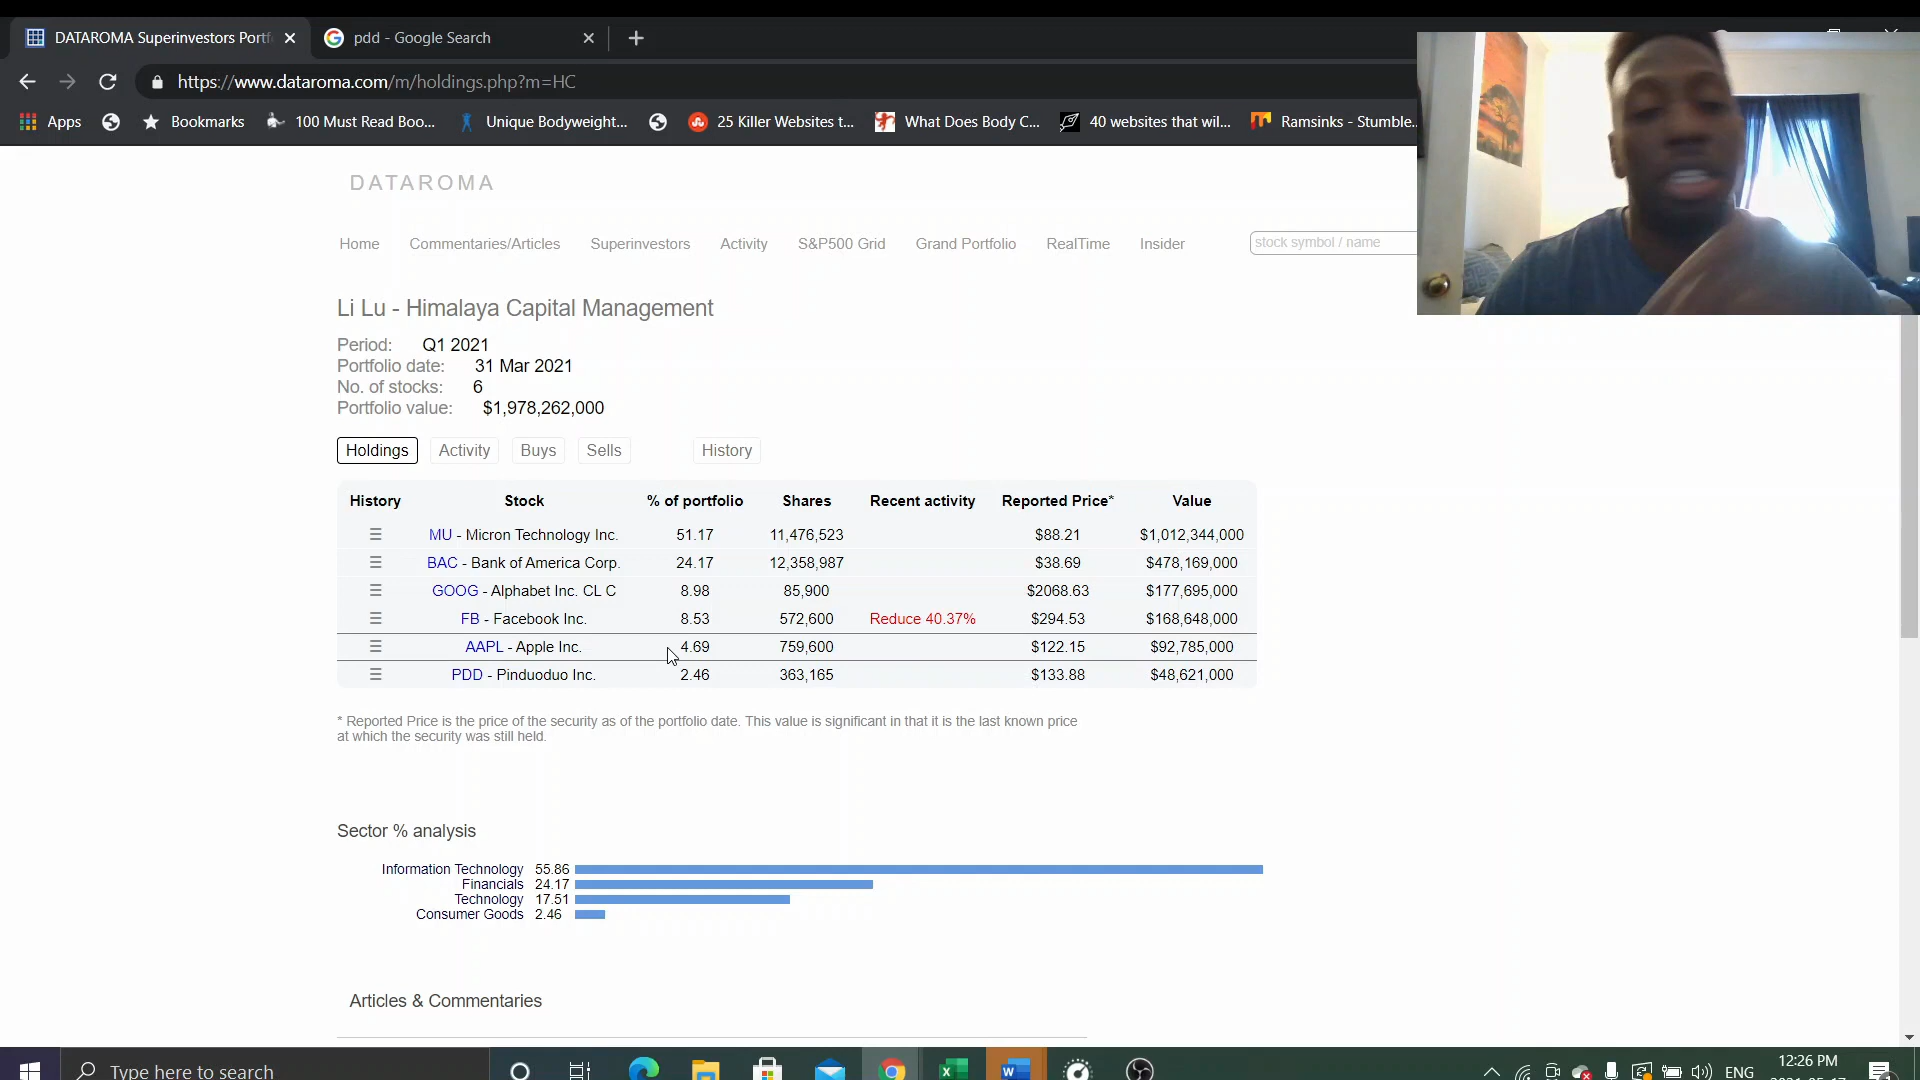 DATAROMA Superinvestors Portf
pdd - Google Search
https://www.dataroma.com/m/holdings.php?m=HC
Apps
Bookmarks
100 Must Read Boo...
Unique Bodyweight...
25 Killer Websites t...
What Does Body C...
40 websites that wil...
Ramsinks - Stumble...
DATAROMA
Home Commentaries/Articles Superinvestors Activity S&P500 Grid Grand Portfolio RealTime Insider
stock symbol / name
Li Lu - Himalaya Capital Management
Period: Q1 2021
Portfolio date: 31 Mar 2021
No. of stocks: 6
Portfolio value: $1,978,262,000
Holdings Activity Buys Sells History
History Stock % of portfolio Shares Recent activity Reported Price* Value
≡ MU - Micron Technology Inc. 51.17 11,476,523 $88.21 $1,012,344,000
≡ BAC - Bank of America Corp. 24.17 12,358,987 $38.69 $478,169,000
≡ GOOG - Alphabet Inc. CL C 8.98 85,900 $2068.63 $177,695,000
≡ FB - Facebook Inc. 8.53 572,600 Reduce 40.37% $294.53 $168,648,000
≡ AAPL - Apple Inc. 4.69 759,600 $122.15 $92,785,000
≡ PDD - Pinduoduo Inc. 2.46 363,165 $133.88 $48,621,000
* Reported Price is the price of the security as of the portfolio date. This value is significant in that it is the last known price
at which the security was still held.
Sector % analysis
Information Technology 55.86
Financials 24.17
Technology 17.51
Consumer Goods 2.46
Articles & Commentaries
Type here to search
ENG
12:26 PM